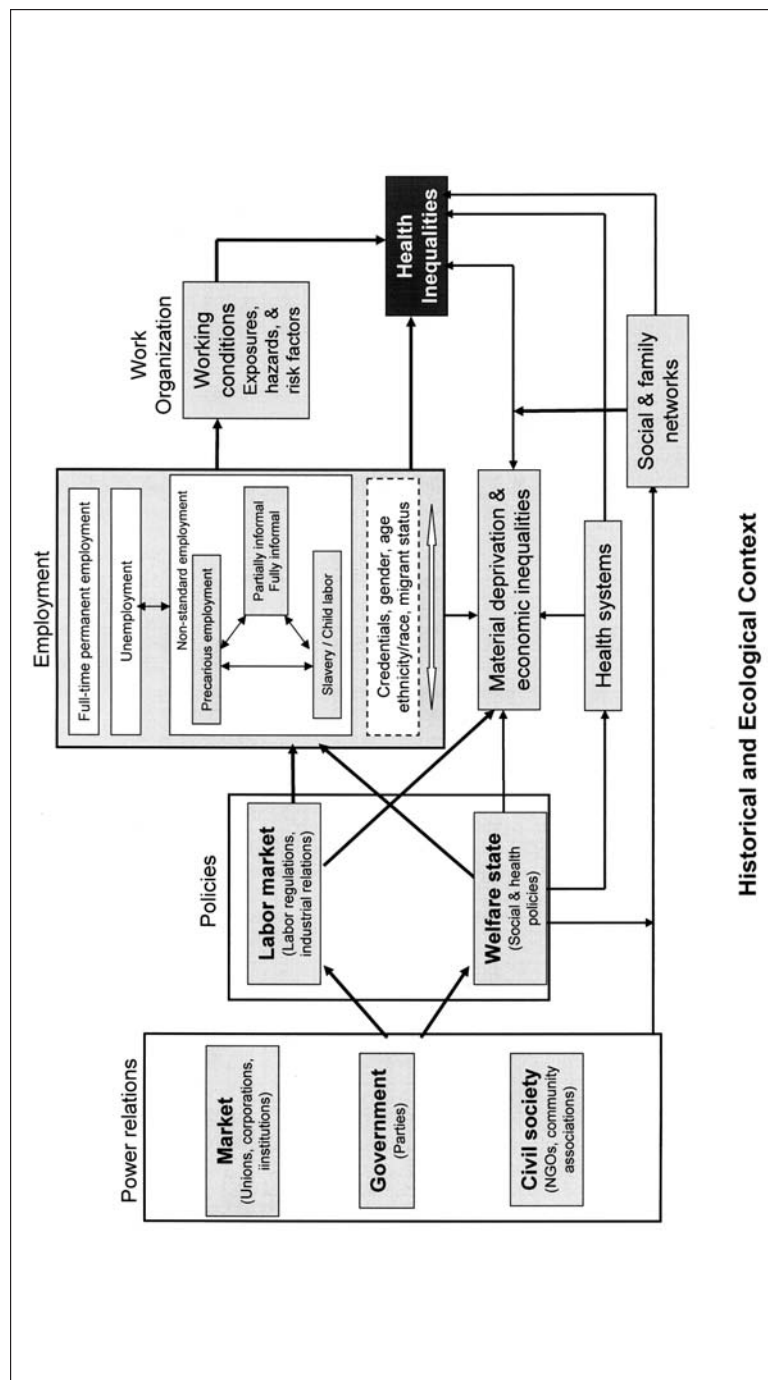 Power relations
Market
(Unions, corporations,
iinstitutions)
Government
(Parties)
Civil society
(NGOs, community
associations)
Policies
Labor market
(Labor regulations,
industrial relations)
Welfare state
(Social & health
policies)
Employment
Full-time permanent employment
Unemployment
Non-standard employment
Precarious employment
Partially informal
Fully informal
Slavery / Child labor
Credentials, gender, age
ethnicity/race, migrant status
Material deprivation &
economic inequalities
Health systems
Work
Organization
Working
conditions
Exposures,
hazards, &
risk factors
Social & family
networks
Health
Inequalities
Historical and Ecological Context